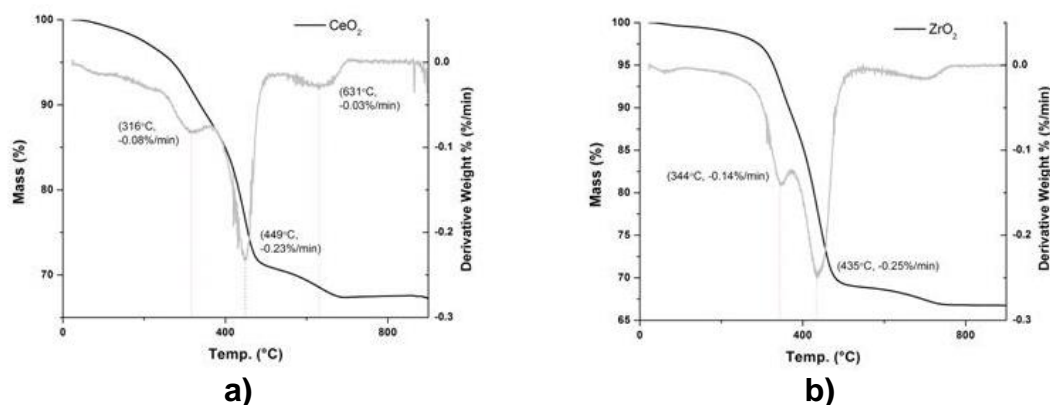 100
90
80
70
Mass (%)
0
400
800
Temp. (°C)
0.0
-0.1
-0.2
-0.3
Derivative Weight % (%/min)
CeO2
(316°C,
-0.08%/min)
(449°C,
-0.23%/min)
(631°C,
-0.03%/min)
a)
100
95
90
85
80
75
70
65
Mass (%)
0
400
800
Temp. (°C)
0.0
-0.1
-0.2
-0.3
Derivative Weight % (%/min)
ZrO2
(344°C, -0.14%/min)
(435°C, -0.25%/min)
b)